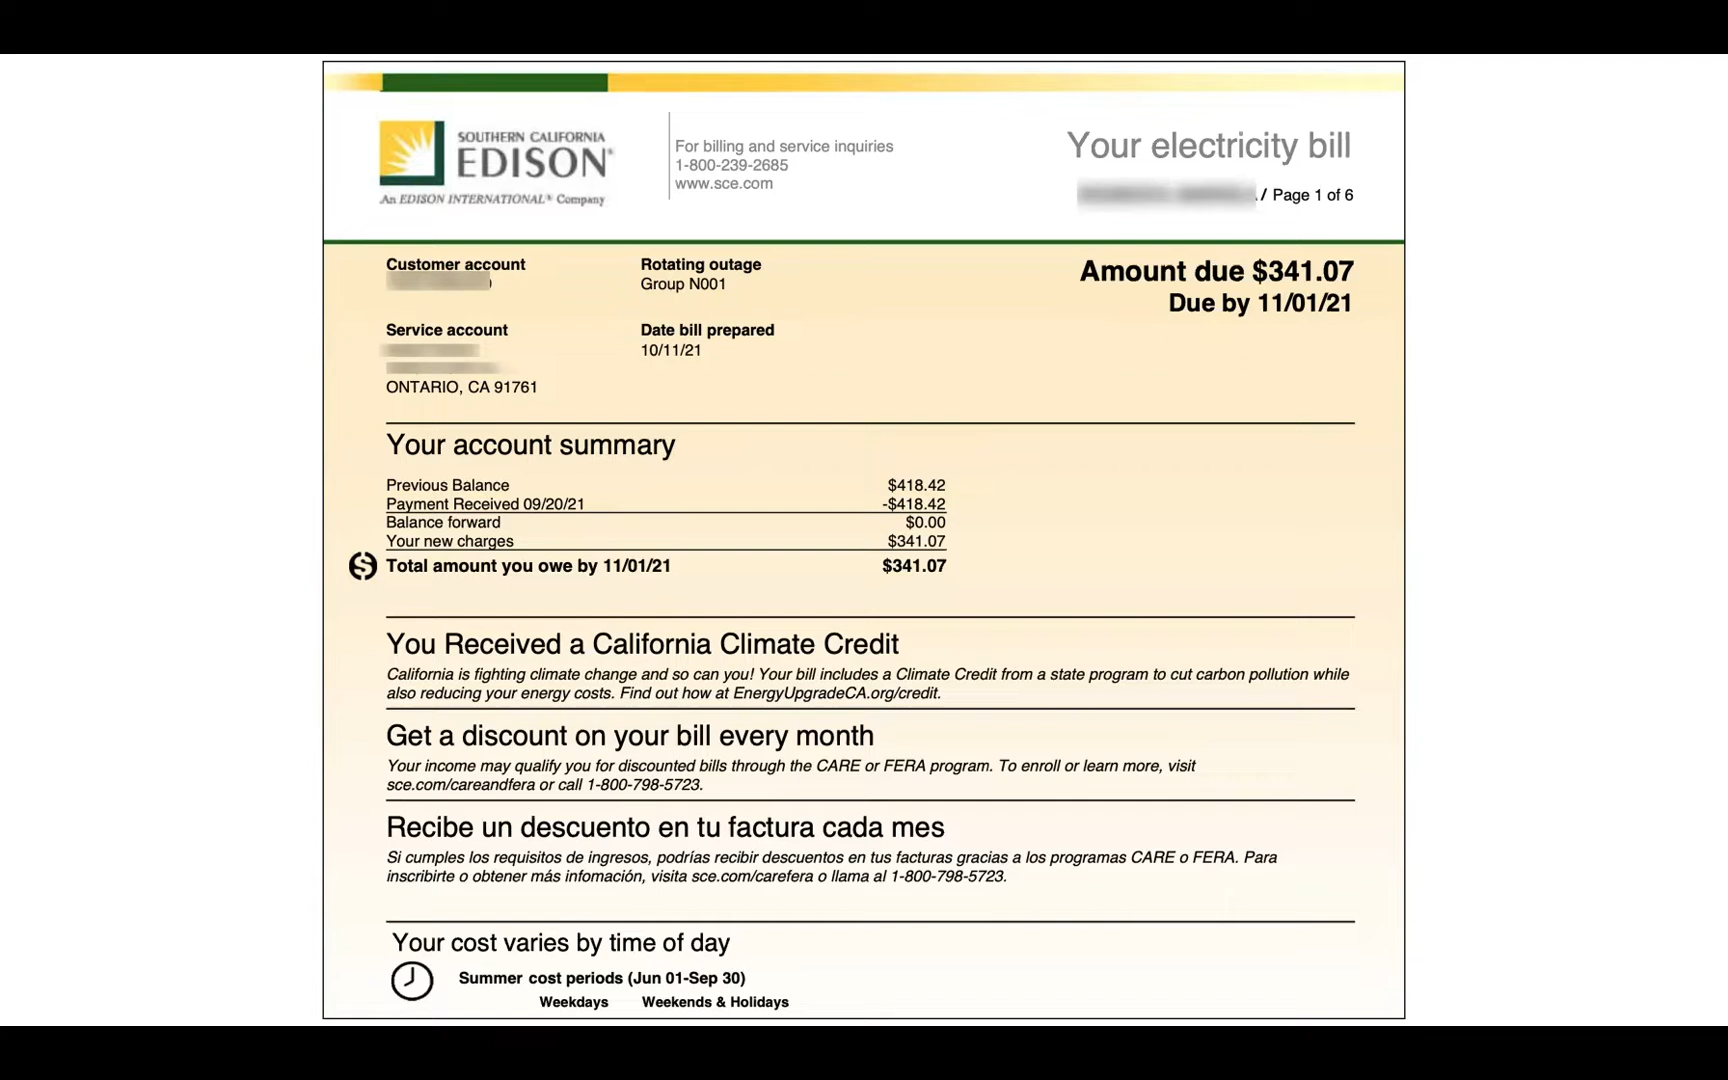 SOUTHERN CALIFORNIA
EDISON®
An EDISON INTERNATIONAL® Company
For billing and service inquiries
1-800-239-2685
www.sce.com
Your electricity bill
/ Page 1 of 6
Customer account
Rotating outage
Group N001
Amount due $341.07
Due by 11/01/21
Service account
ONTARIO, CA 91761
Date bill prepared
10/11/21
Your account summary
Previous Balance $418.42
Payment Received 09/20/21 -$418.42
Balance forward $0.00
Your new charges $341.07
Total amount you owe by 11/01/21 $341.07
You Received a California Climate Credit
California is fighting climate change and so can you! Your bill includes a Climate Credit from a state program to cut carbon pollution while
also reducing your energy costs. Find out how at EnergyUpgradeCA.org/credit.
Get a discount on your bill every month
Your income may qualify you for discounted bills through the CARE or FERA program. To enroll or learn more, visit
sce.com/careandfera or call 1-800-798-5723.
Recibe un descuento en tu factura cada mes
Si cumples los requisitos de ingresos, podrías recibir descuentos en tus facturas gracias a los programas CARE o FERA. Para
inscribirte o obtener más infomación, visita sce.com/carefera o llama al 1-800-798-5723.
Your cost varies by time of day
Summer cost periods (Jun 01-Sep 30)
Weekdays Weekends & Holidays